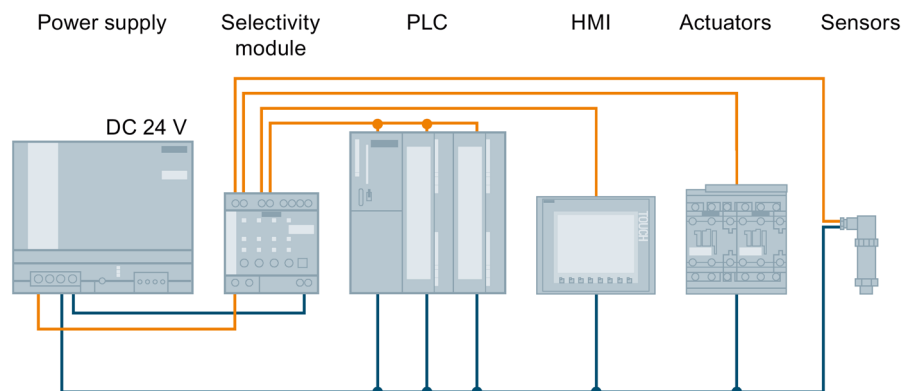 Power supply
Selectivity
module
PLC
HMI
Actuators
Sensors
DC 24 V
TOUCH